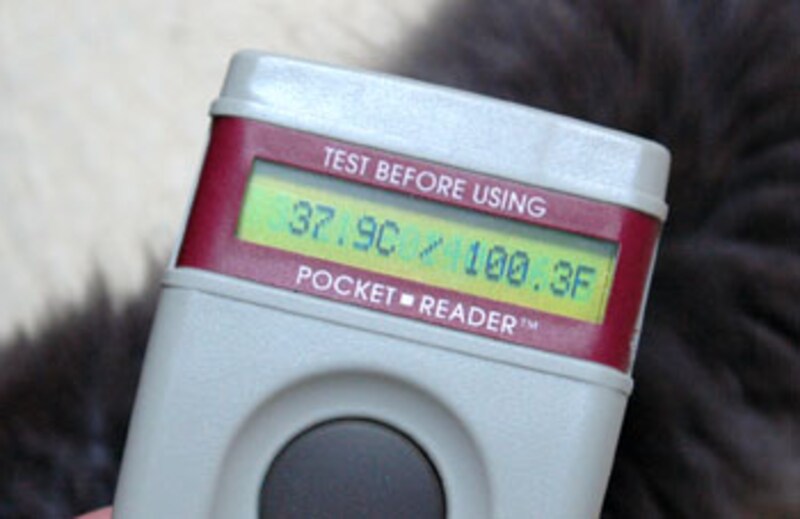 TEST BEFORE USING
37.9C / 100.3F
POCKET ■ READER™